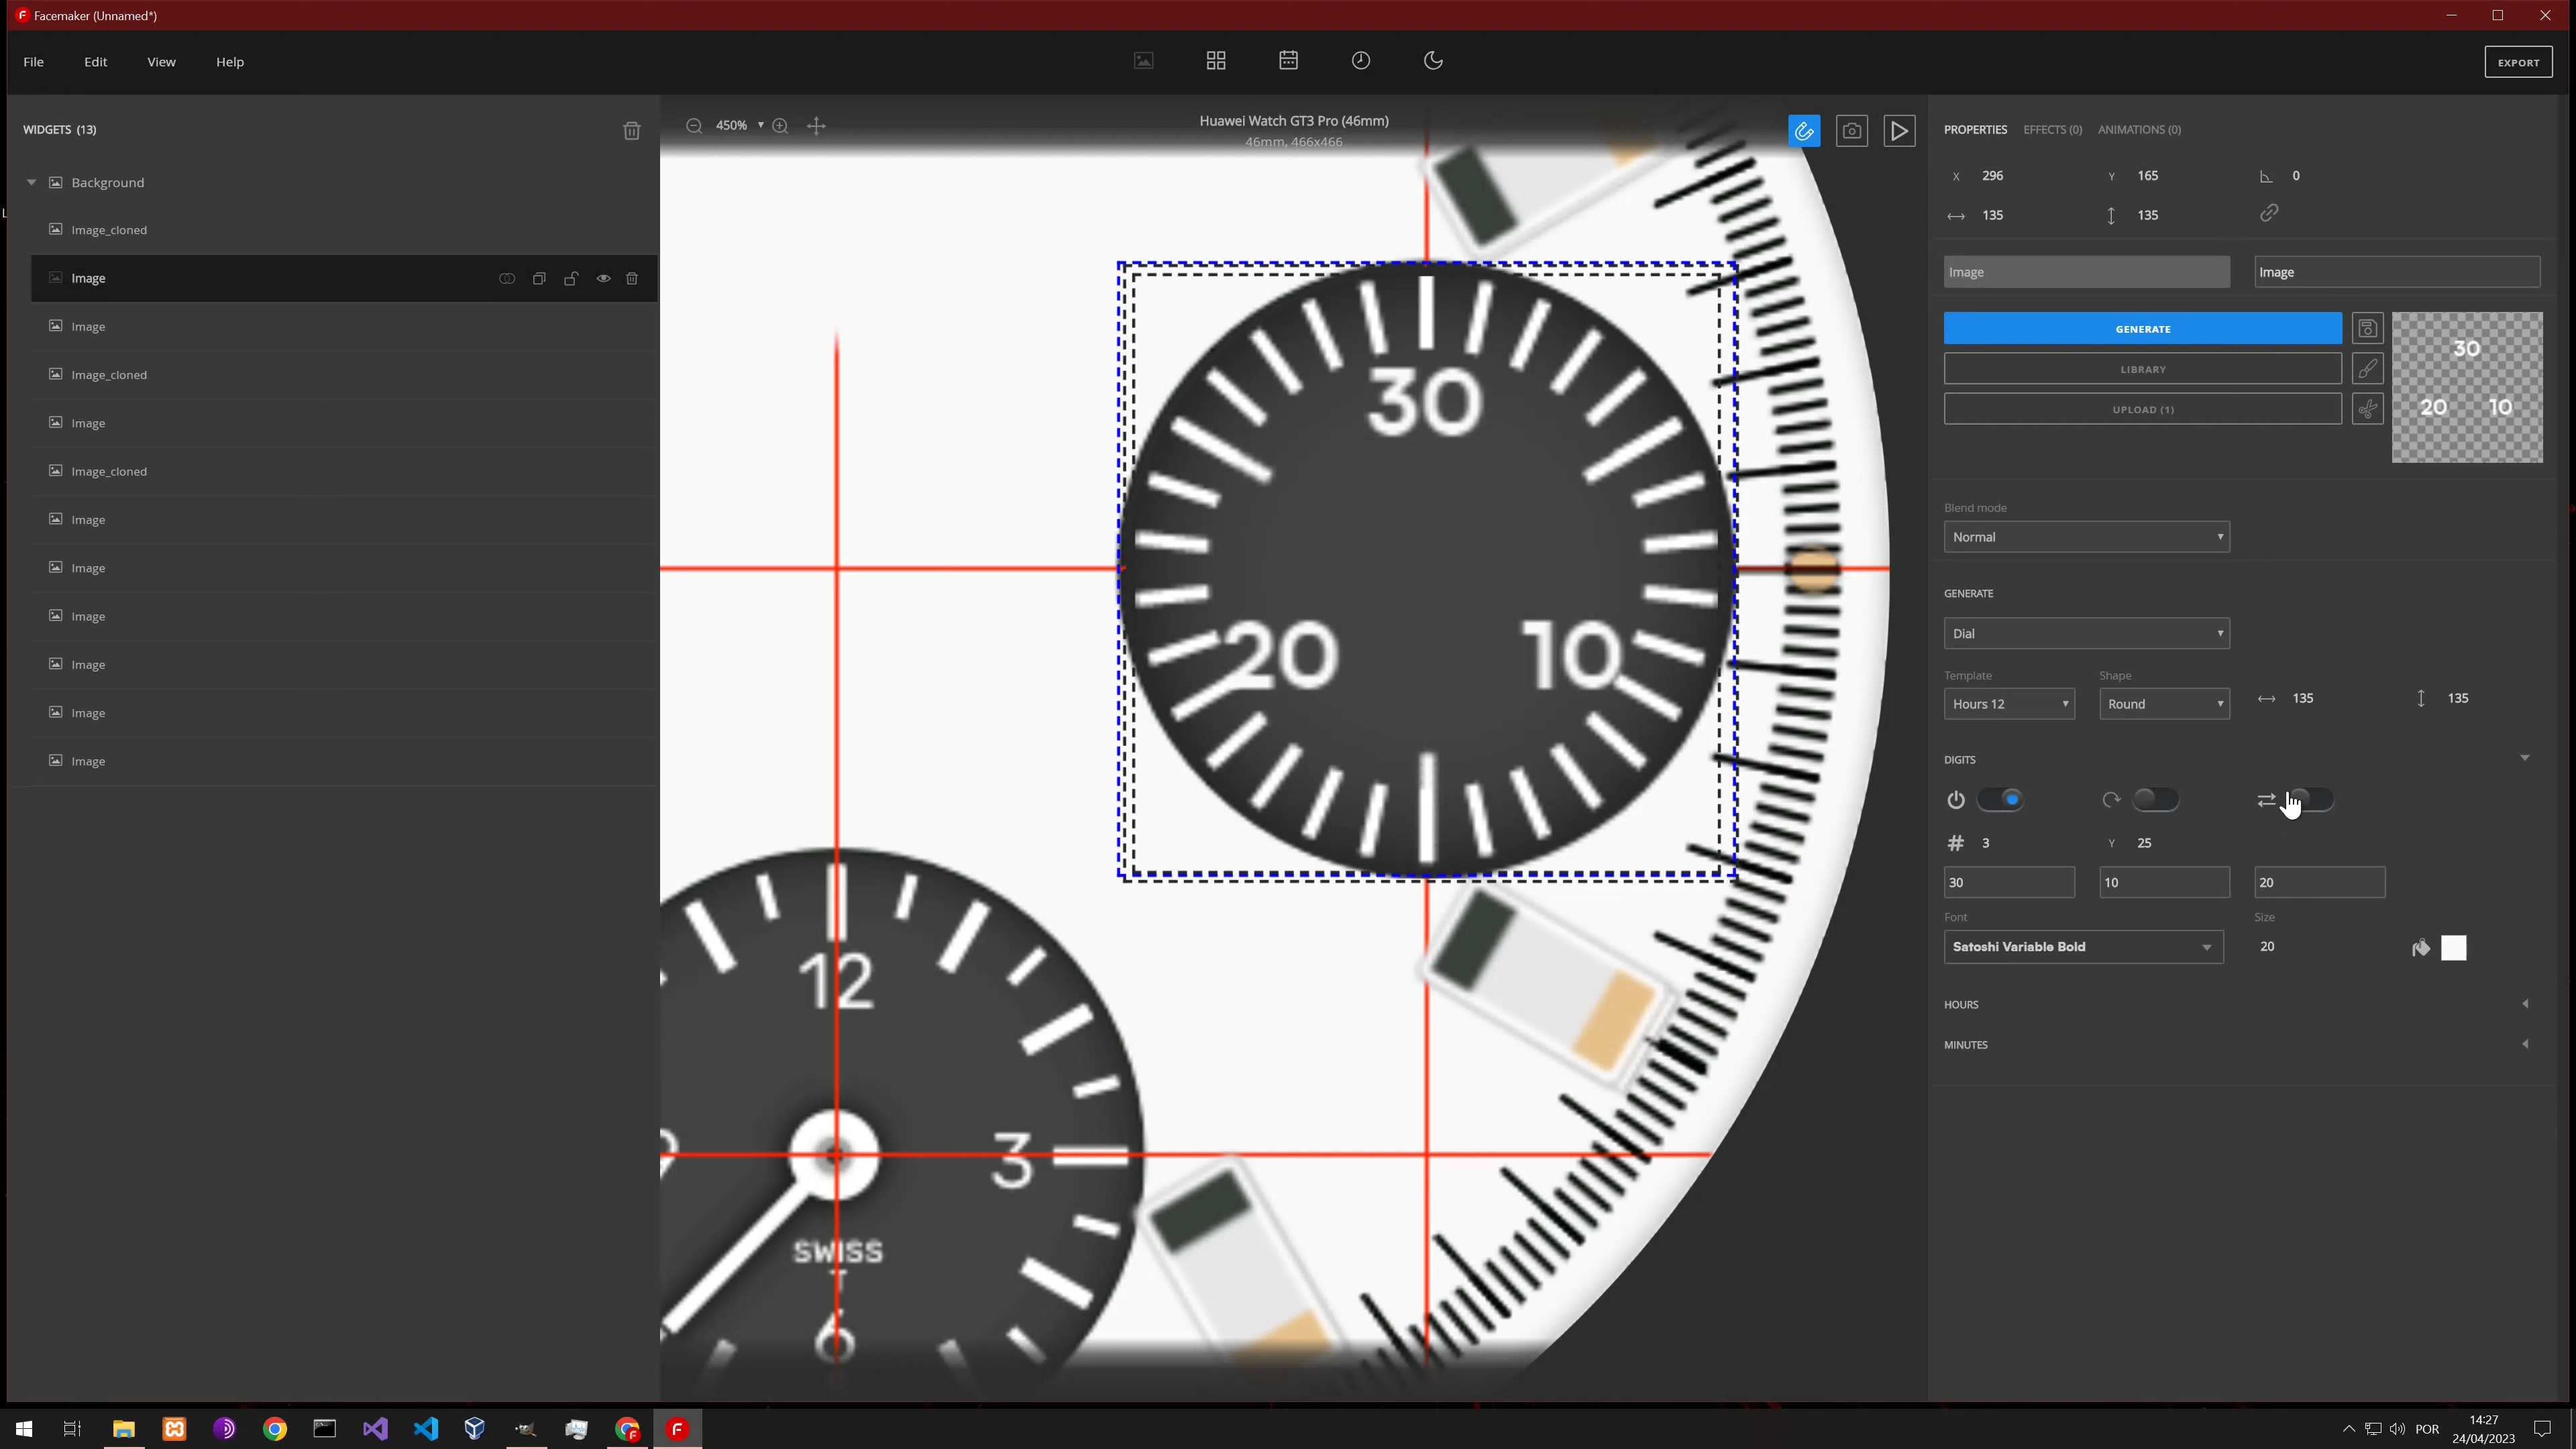 Facemaker (Unnamed*)
File Edit View Help
EXPORT
WIDGETS (13)
Background
Image_cloned
Image
Image
Image_cloned
Image
Image_cloned
Image
Image
Image
Image
Image
Image
450%
Huawei Watch GT3 Pro (46mm)
46mm, 466x466
30
20 10
12
3
SWISS
T
6
PROPERTIES EFFECTS (0) ANIMATIONS (0)
X 296 Y 165 0
135 135
Image Image
GENERATE
LIBRARY
UPLOAD (1)
30
20 10
Blend mode
Normal
GENERATE
Dial
Template Shape
Hours 12 Round 135 135
DIGITS
# 3 Y 25
30 10 20
Font Size
Satoshi Variable Bold 20
HOURS
MINUTES
POR
14:27
24/04/2023